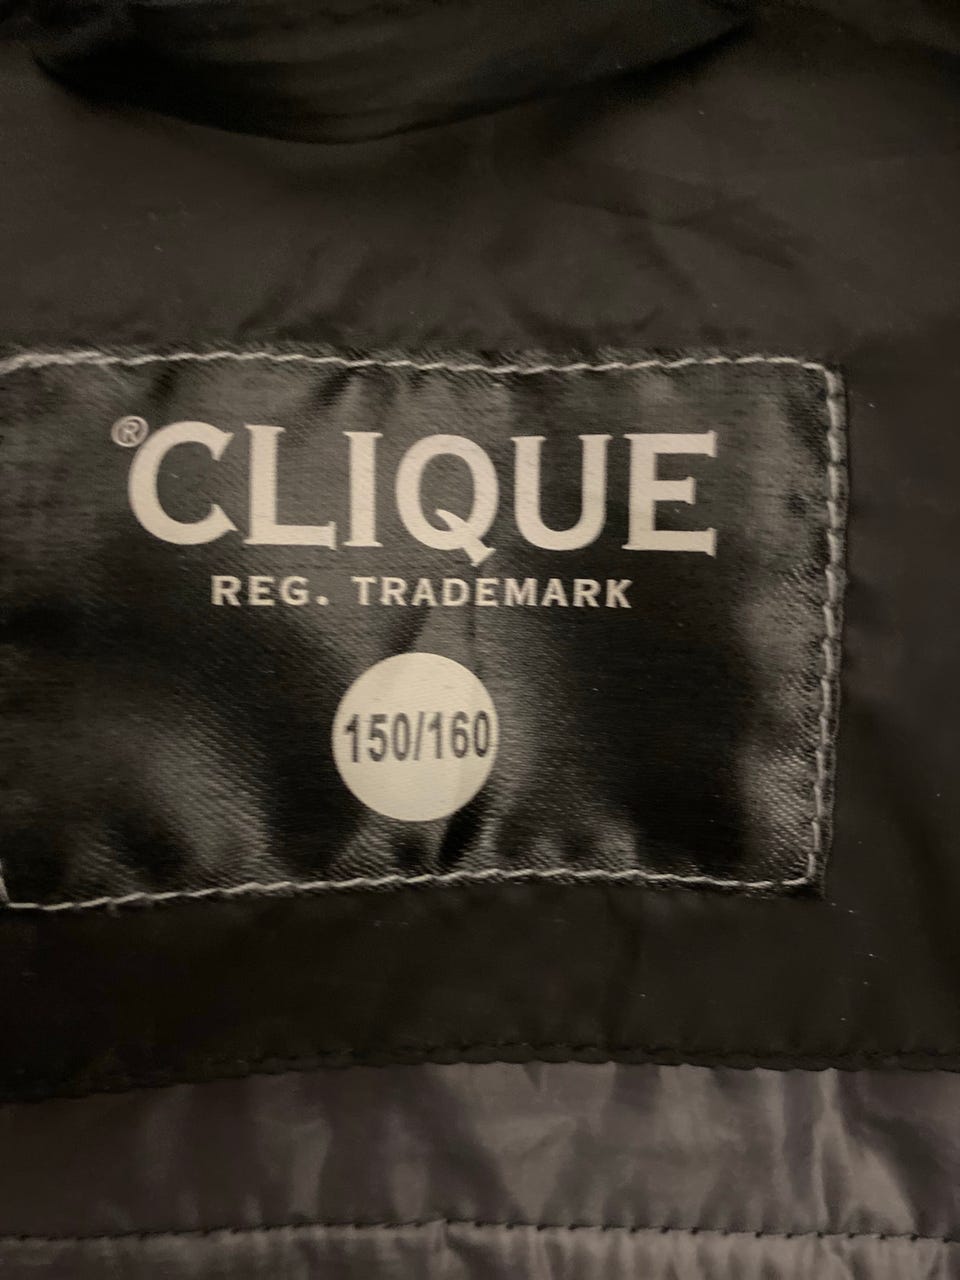 ®CLIQUE
REG. TRADEMARK
150/160